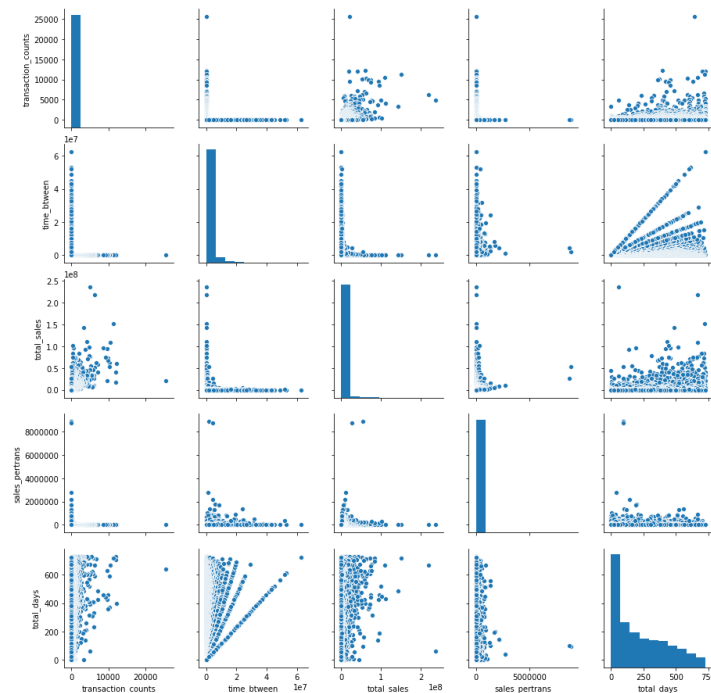 25000
20000
15000
10000
5000
0
transaction_counts
1e7
6
4
2
0
time_btween
1e8
2.5
2.0
1.5
1.0
0.5
0.0
total_sales
8000000
6000000
4000000
2000000
0
sales_pertrans
600
400
200
0
total_days
0 10000 20000
transaction_counts
0 2 4 6
1e7
time_btween
0 1 2
1e8
total_sales
0 5000000
sales_pertrans
0 250 500 75
total_days